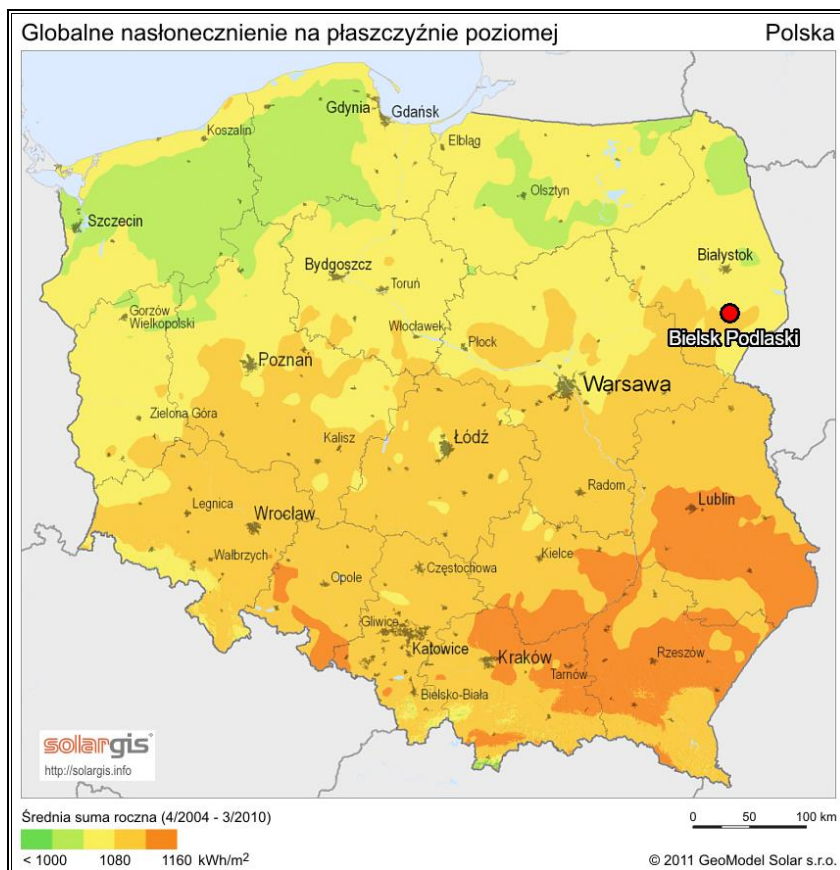 Globalne nasłonecznienie na płaszczyźnie poziomej Polska
Gdynia
Gdańsk
Koszalin
Elbląg
Olsztyn
Szczecin
Białystok
Bydgoszcz
Toruń
Gorzów
Wielkopolski
Włocławek
Płock
Bielsk Podlaski
Poznań
Warsawa
Zielona Góra
Kalisz
Łódź
Radom
Legnica
Wrocław
Lublin
Wałbrzych
Opole
Częstochowa
Kielce
Gliwice
Katowice
Kraków
Tarnów
Rzeszów
Bielsko-Biała
solargis
http://solargis.info
Średnia suma roczna (4/2004 - 3/2010)
0 50 100 km
< 1000 1080 1160 kWh/m²
© 2011 GeoModel Solar s.r.o.